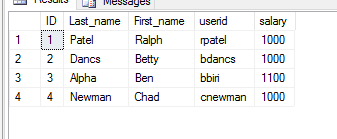 Results Messages
ID Last_name First_name userid salary
1 1 Patel Ralph rpatel 1000
2 2 Dancs Betty bdancs 1000
3 3 Alpha Ben bbiri 1100
4 4 Newman Chad cnewman 1000